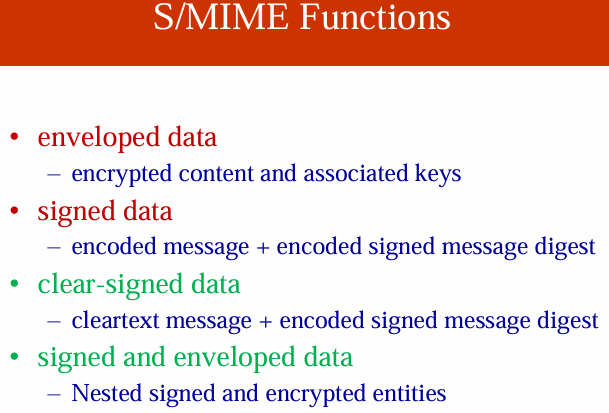 S/MIME Functions
• enveloped data
– encrypted content and associated keys
• signed data
– encoded message + encoded signed message digest
• clear-signed data
– cleartext message + encoded signed message digest
• signed and enveloped data
– Nested signed and encrypted entities